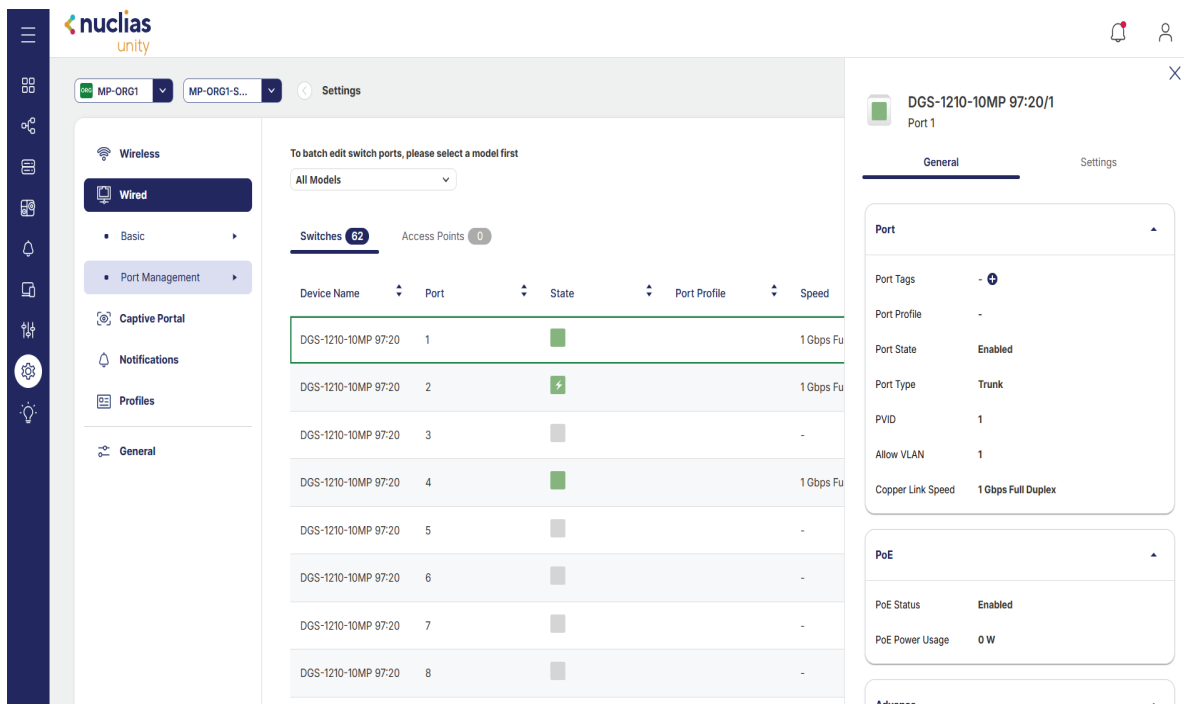 nuclias
unity
ORG MP-ORG1
MP-ORG1-S...
Settings
Wireless
Wired
Basic
Port Management
Captive Portal
Notifications
Profiles
General
To batch edit switch ports, please select a model first
All Models
Switches 62
Access Points 0
Device Name Port State Port Profile Speed
DGS-1210-10MP 97:20 1 1 Gbps Fu
DGS-1210-10MP 97:20 2 1 Gbps Fu
DGS-1210-10MP 97:20 3 -
DGS-1210-10MP 97:20 4 1 Gbps Fu
DGS-1210-10MP 97:20 5 -
DGS-1210-10MP 97:20 6 -
DGS-1210-10MP 97:20 7 -
DGS-1210-10MP 97:20 8 -
DGS-1210-10MP 97:20/1
Port 1
General Settings
Port
Port Tags -
Port Profile -
Port State Enabled
Port Type Trunk
PVID 1
Allow VLAN 1
Copper Link Speed 1 Gbps Full Duplex
PoE
PoE Status Enabled
PoE Power Usage 0 W